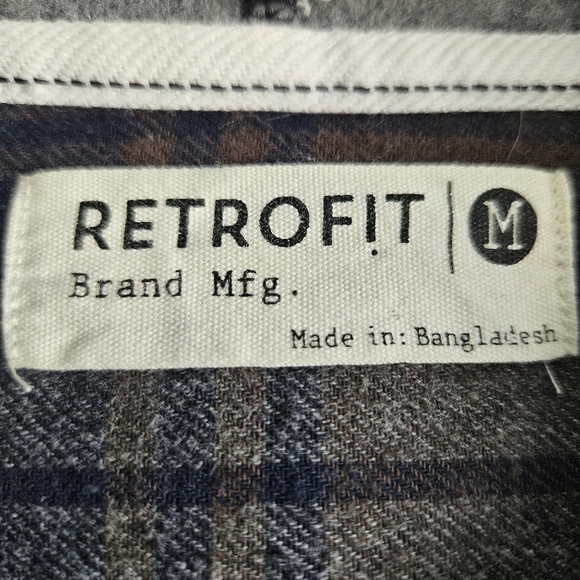 RETROFIT | M
Brand Mfg.
Made in: Bangladesh